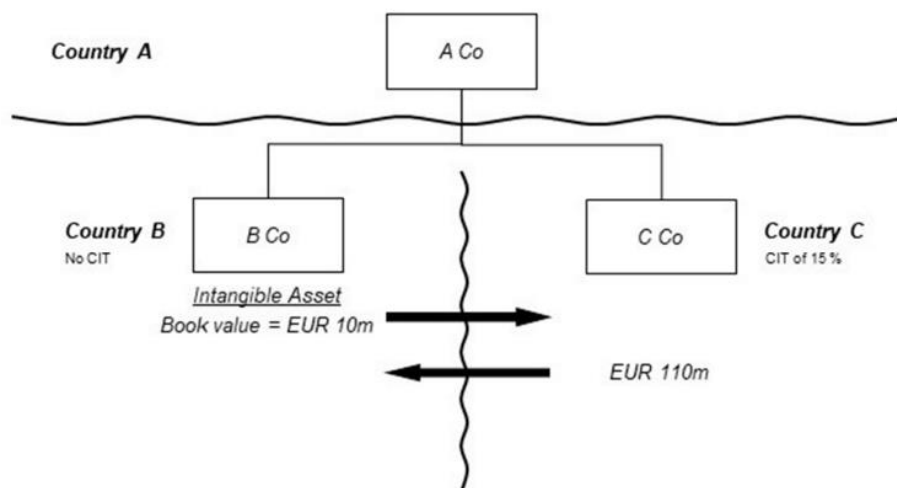 A Co
Country A
Country B
No CIT
B Co
C Co
Country C
CIT of 15 %
Intangible Asset
Book value = EUR 10m
EUR 110m